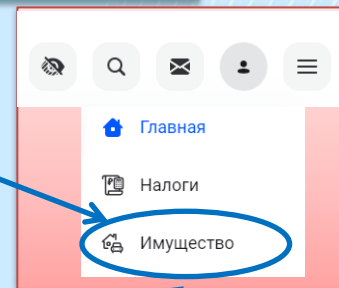 Главная
Налоги
Имущество